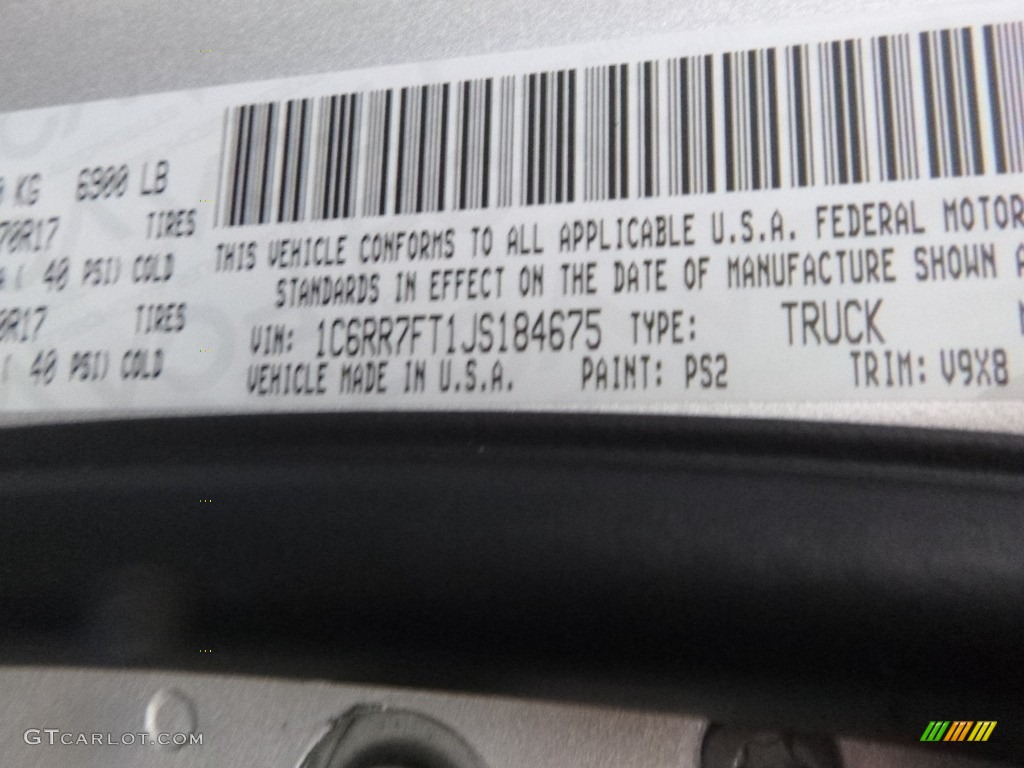 KG 6900 LB
70R17 TIRES
( 40 PSI) COLD
0R17 TIRES
( 40 PSI) COLD
THIS VEHICLE CONFORMS TO ALL APPLICABLE U.S.A. FEDERAL MOTOR
STANDARDS IN EFFECT ON THE DATE OF MANUFACTURE SHOWN A
VIN: 1C6RR7FT1JS184675 TYPE: TRUCK
VEHICLE MADE IN U.S.A. PAINT: PS2 TRIM: V9X8
GTCARLOT.COM